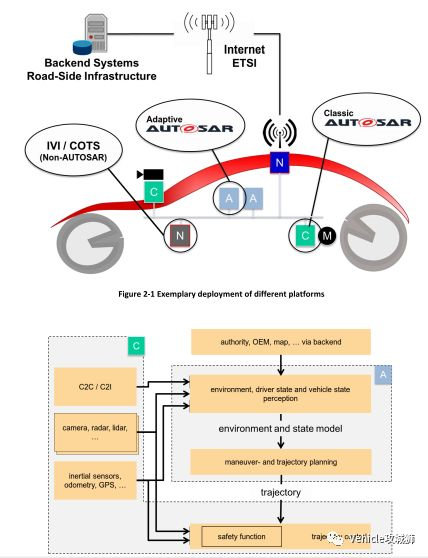 Backend Systems
Road-Side Infrastructure
Internet
ETSI
Adaptive
AUTOSAR
Classic
AUTOSAR
IVI / COTS
(Non-AUTOSAR)
N
C
A
A
N
C
M
Figure 2-1 Exemplary deployment of different platforms
C
authority, OEM, map, … via backend
A
C2C / C2I
environment, driver state and vehicle state
perception
camera, radar, lidar,
…
environment and state model
inertial sensors,
odometry, GPS, …
maneuver- and trajectory planning
trajectory
safety function
Vehicle攻城狮